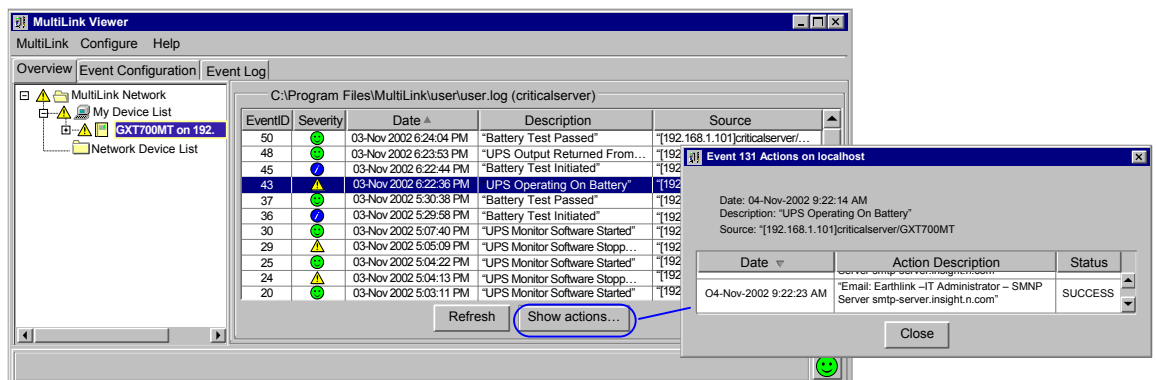 MultiLink Viewer
MultiLink Configure Help
Overview Event Configuration Event Log
MultiLink Network
My Device List
GXT700MT on 192.
Network Device List
C:\Program Files\MultiLink\user\user.log (criticalserver)
EventID Severity Date Description Source
50 03-Nov 2002 6:24:04 PM “Battery Test Passed” “[192.168.1.101]criticalserver/…
48 03-Nov 2002 6:23:53 PM “UPS Output Returned From… “[192
45 03-Nov 2002 6:22:44 PM “Battery Test Initiated” “[192
43 03-Nov 2002 6:22:36 PM UPS Operating On Battery” “[192
37 03-Nov 2002 5:30:38 PM “Battery Test Passed” “[192
36 03-Nov 2002 5:29:58 PM “Battery Test Initiated” “[192
30 03-Nov 2002 5:07:40 PM “UPS Monitor Software Started” “[192
29 03-Nov 2002 5:05:09 PM “UPS Monitor Software Stopp… “[192
25 03-Nov 2002 5:04:22 PM “UPS Monitor Software Started” “[192
24 03-Nov 2002 5:04:13 PM “UPS Monitor Software Stopp… “[192
20 03-Nov 2002 5:03:11 PM “UPS Monitor Software Started” “[192
Refresh Show actions…
Event 131 Actions on localhost
Date: 04-Nov-2002 9:22:14 AM
Description: “UPS Operating On Battery”
Source: “[192.168.1.101]criticalserver/GXT700MT
Date Action Description Status
Server smtp-server.insight.n.com”
O4-Nov-2002 9:22:23 AM “Email: Earthlink –IT Administrator – SMNP SUCCESS
Server smtp-server.insight.n.com”
Close